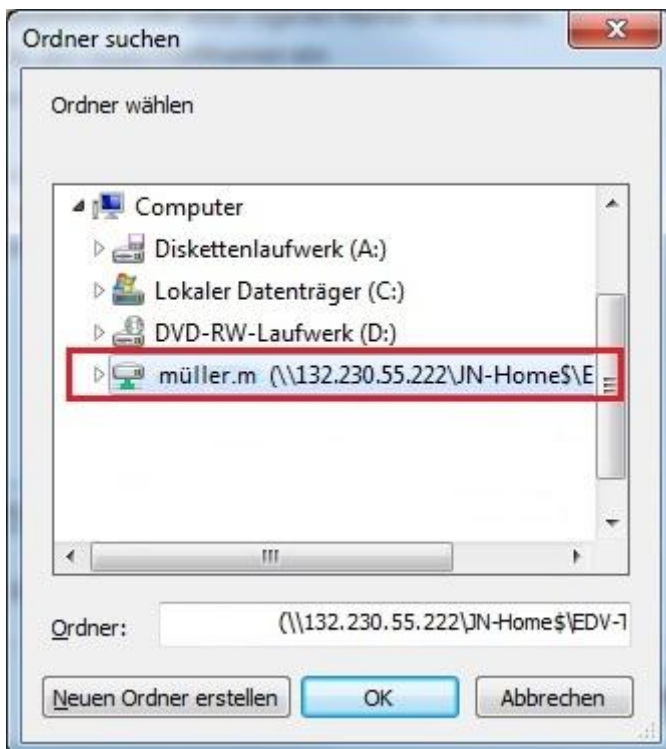 Ordner suchen
Ordner wählen
Computer
Diskettenlaufwerk (A:)
Lokaler Datenträger (C:)
DVD-RW-Laufwerk (D:)
müller.m (\\132.230.55.222\JN-Home$\E
Ordner: (\\132.230.55.222\JN-Home$\EDV-T
Neuen Ordner erstellen OK Abbrechen